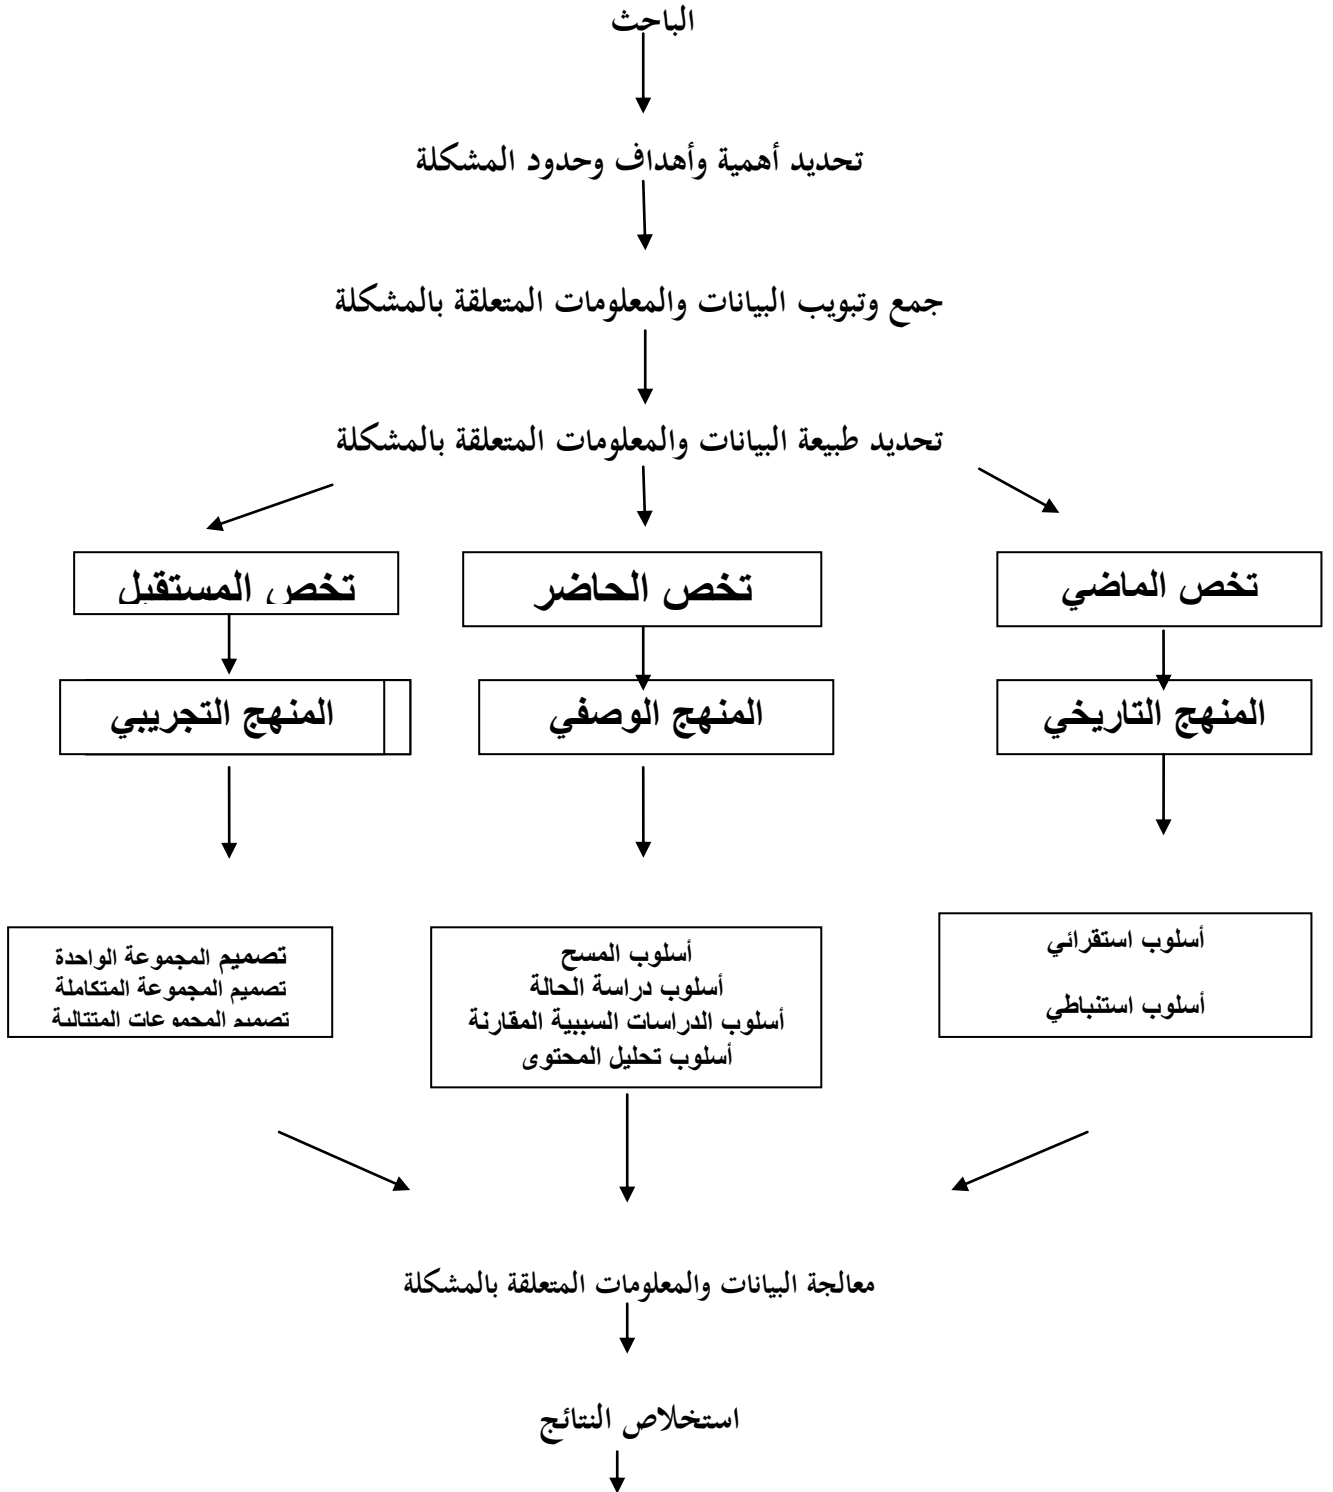 الباحث
تحديد أهمية وأهداف وحدود المشكلة
جمع وتبويب البيانات والمعلومات المتعلقة بالمشكلة
تحديد طبيعة البيانات والمعلومات المتعلقة بالمشكلة
تخص الماضي
تخص الحاضر
تخص المستقبل
المنهج التاريخي
المنهج الوصفي
المنهج التجريبي
أسلوب استقرائي
أسلوب استنباطي
أسلوب المسح
أسلوب دراسة الحالة
أسلوب الدراسات السببية المقارنة
أسلوب تحليل المحتوى
تصميم المجموعة الواحدة
تصميم المجموعة المتكاملة
تصميم المجموعات المتتالية
معالجة البيانات والمعلومات المتعلقة بالمشكلة
استخلاص النتائج